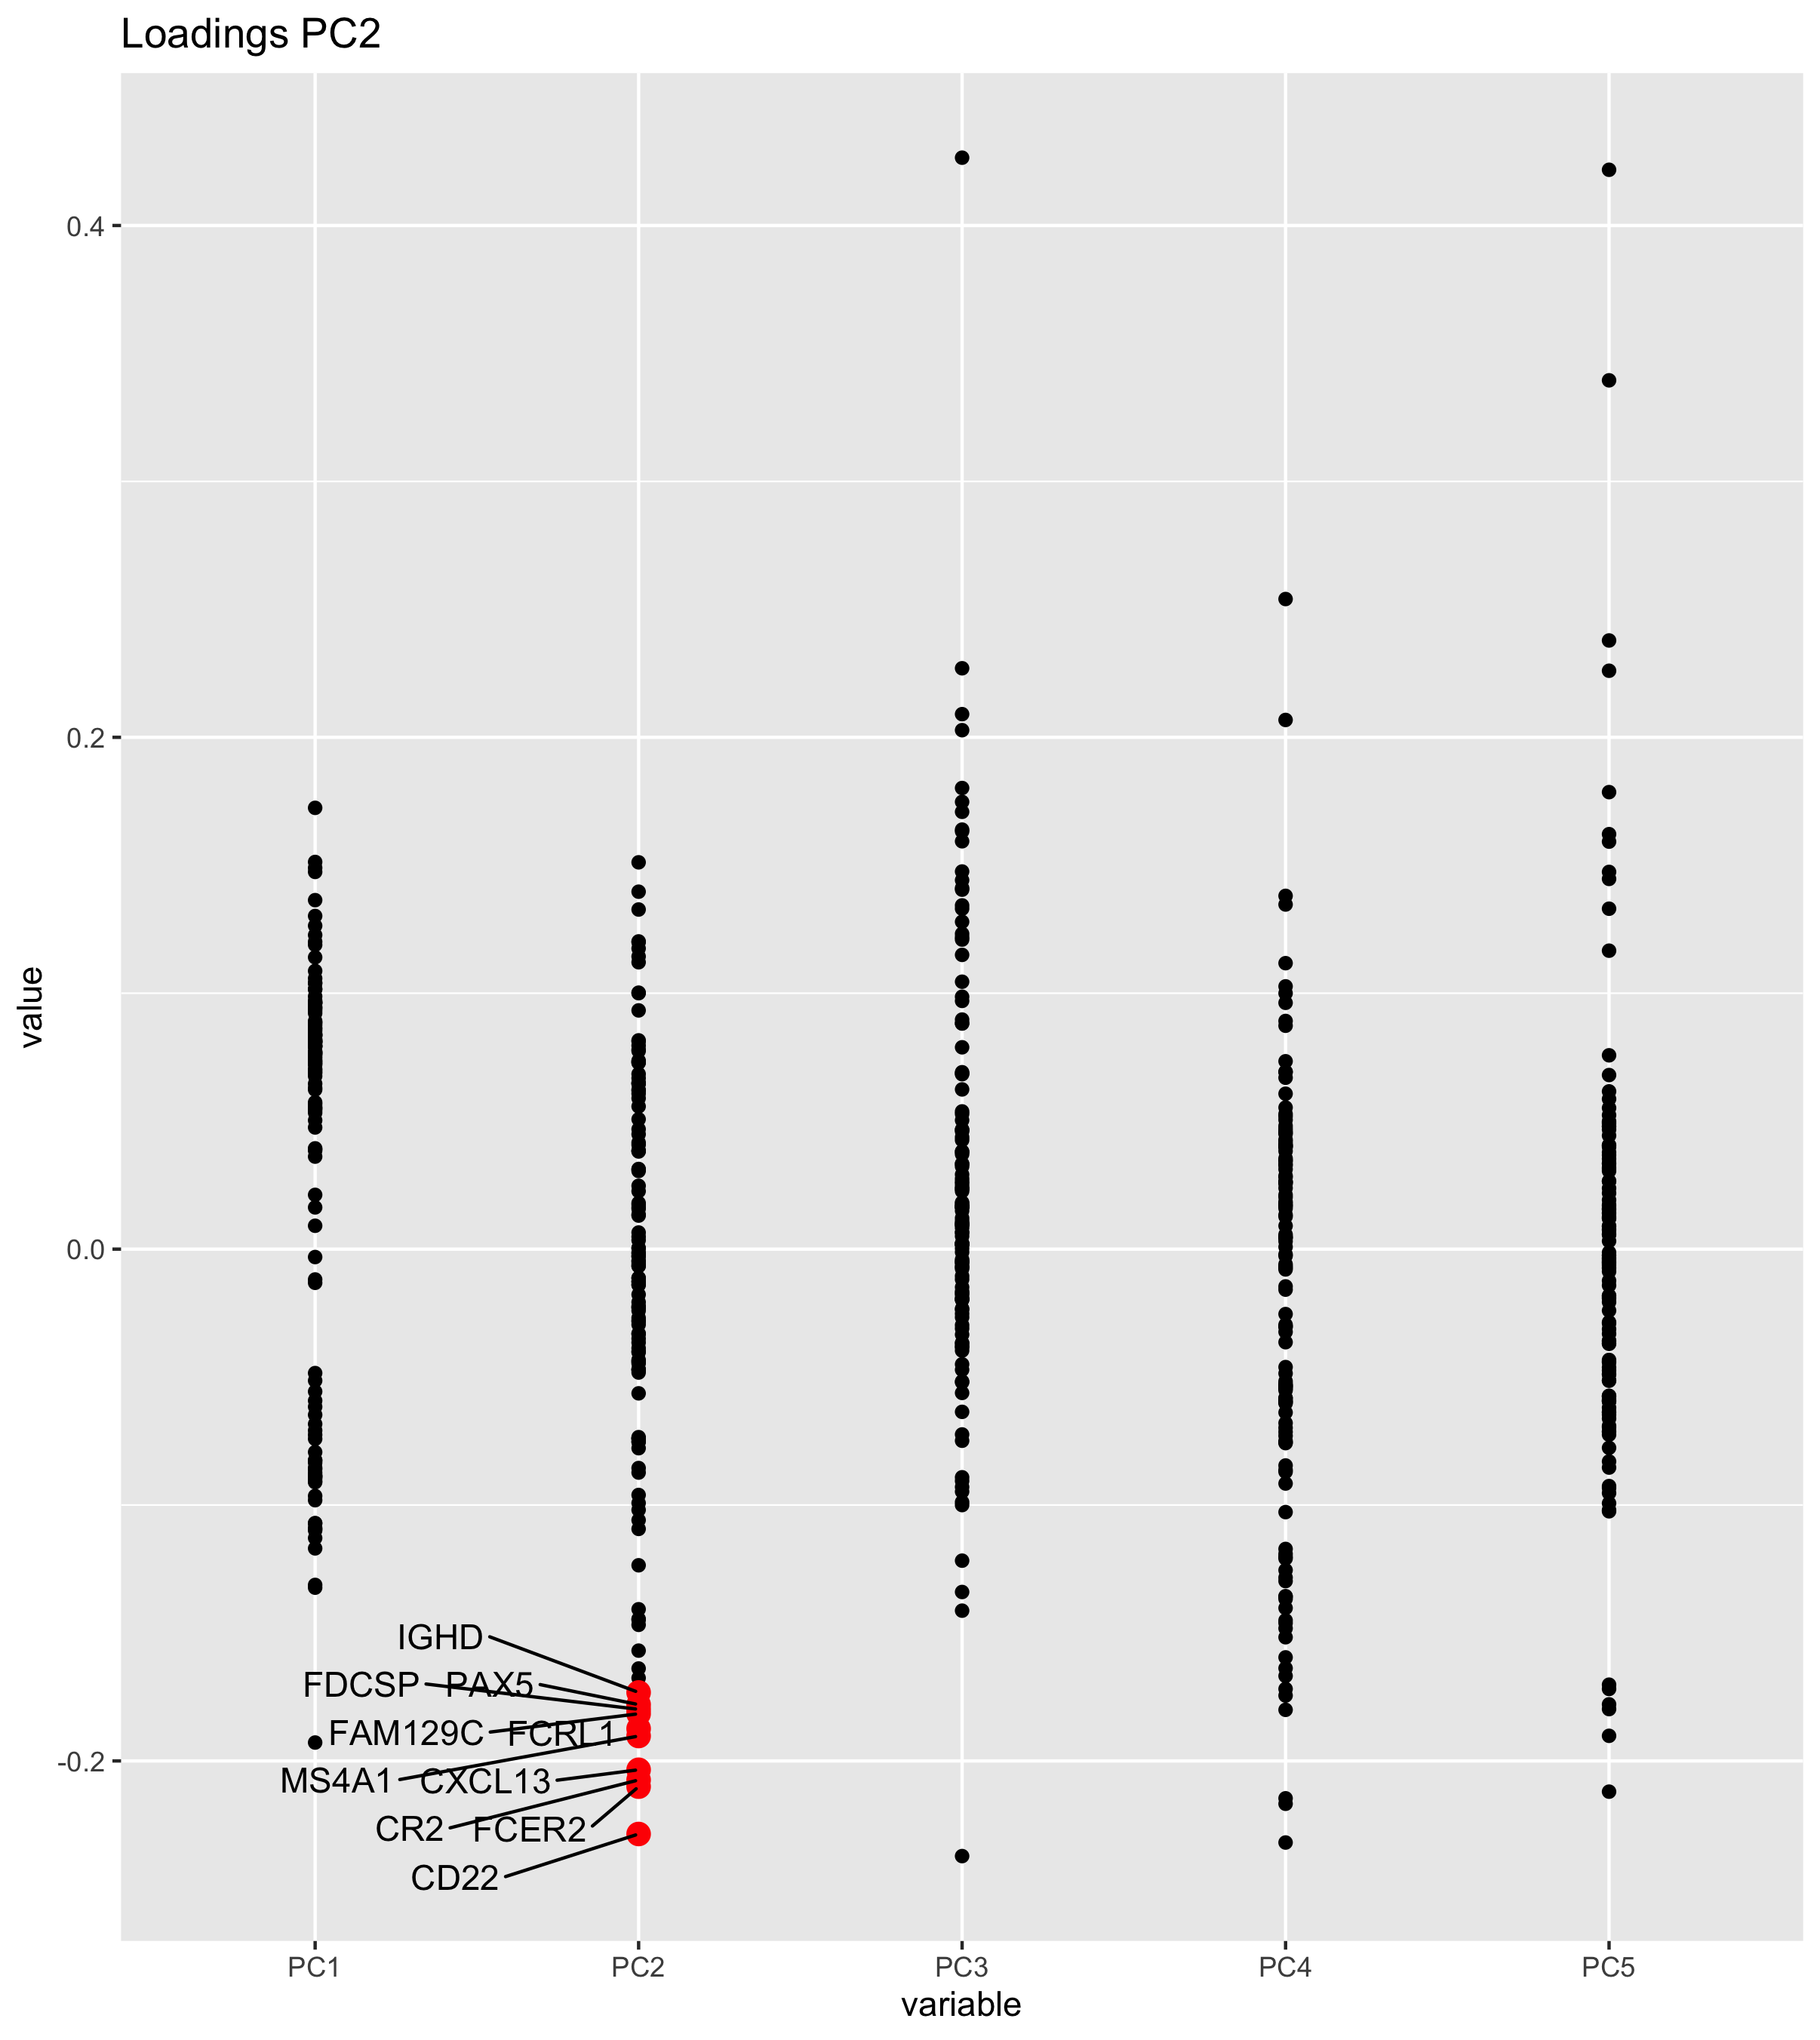 Loadings PC2
0.4
0.2
0.0
-0.2
value
IGHD
FDCSP PAX5
FAM129C FCRL1
MS4A1 CXCL13
CR2 FCER2
CD22
PC1 PC2 PC3 PC4 PC5
variable